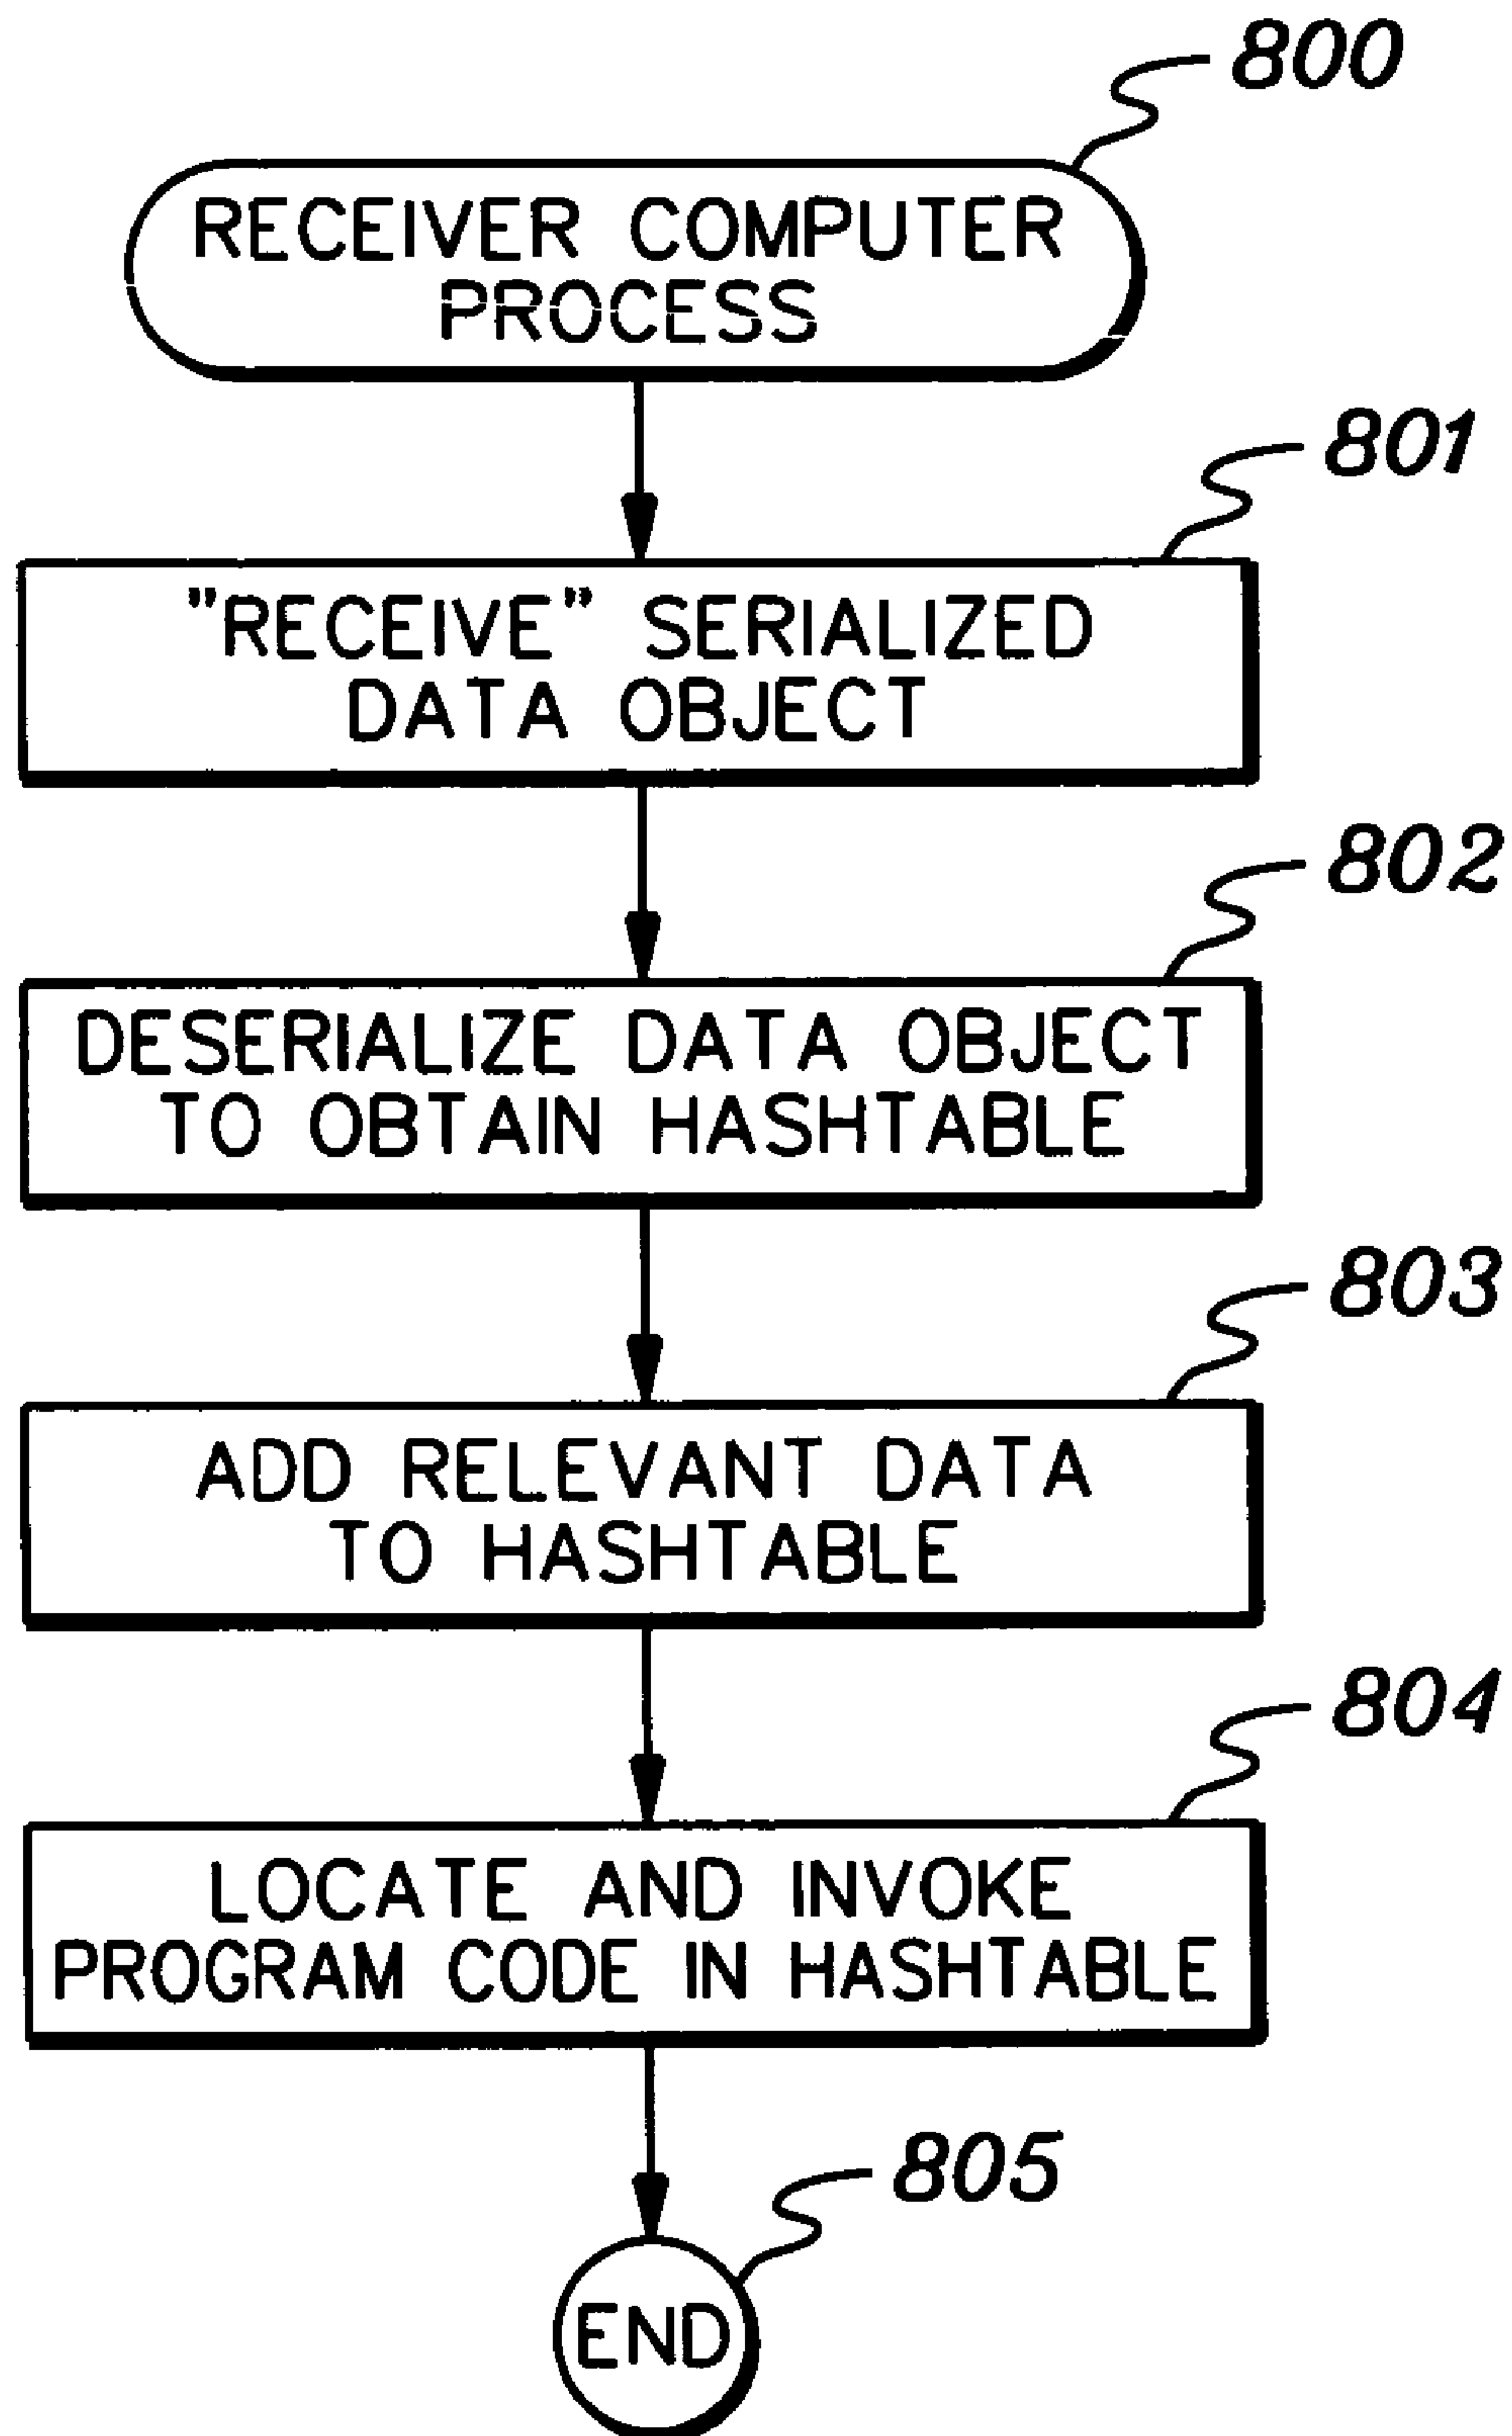 800
RECEIVER COMPUTER
PROCESS
801
"RECEIVE" SERIALIZED
DATA OBJECT
802
DESERIALIZE DATA OBJECT
TO OBTAIN HASHTABLE
803
ADD RELEVANT DATA
TO HASHTABLE
804
LOCATE AND INVOKE
PROGRAM CODE IN HASHTABLE
805
END